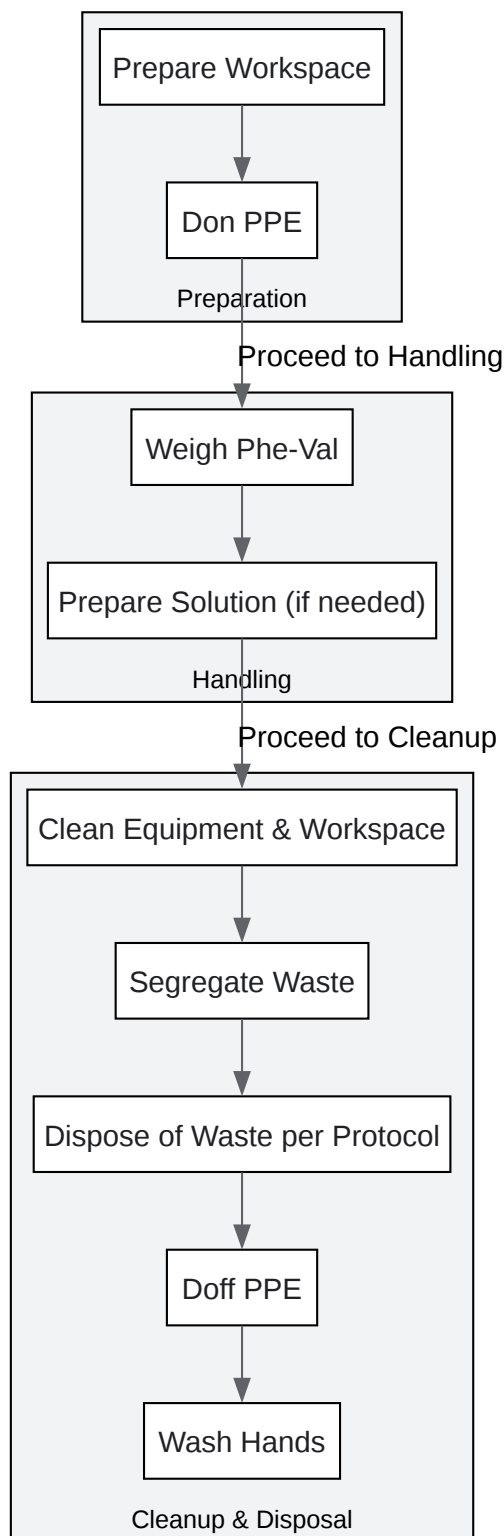 Prepare Workspace
Don PPE
Preparation
Proceed to Handling
Weigh Phe-Val
Prepare Solution (if needed)
Handling
Proceed to Cleanup
Clean Equipment & Workspace
Segregate Waste
Dispose of Waste per Protocol
Doff PPE
Wash Hands
Cleanup & Disposal